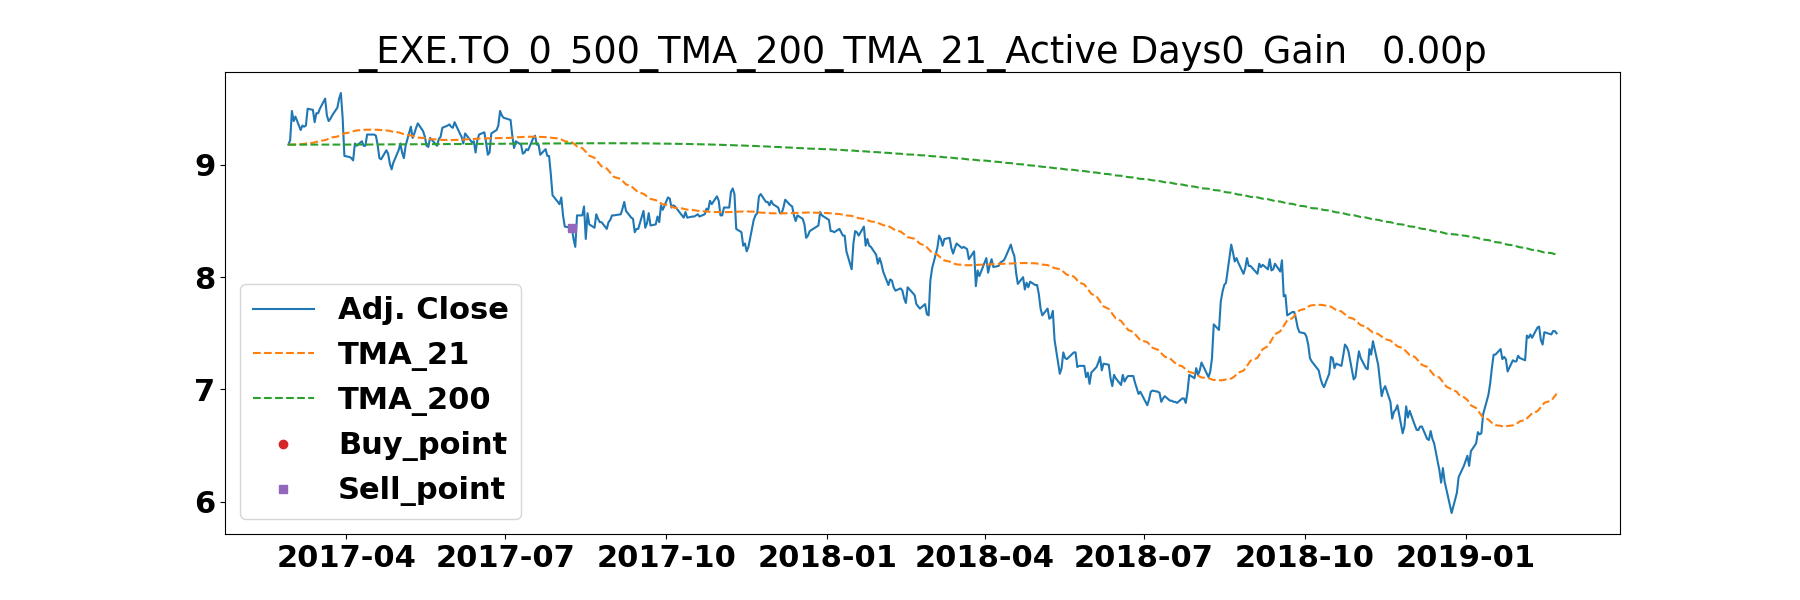 _EXE.TO_0_500_TMA_200_TMA_21_Active Days0_Gain   0.00p
9
8
7
6
Adj. Close
TMA_21
TMA_200
Buy_point
Sell_point
2017-04 2017-07 2017-10 2018-01 2018-04 2018-07 2018-10 2019-01